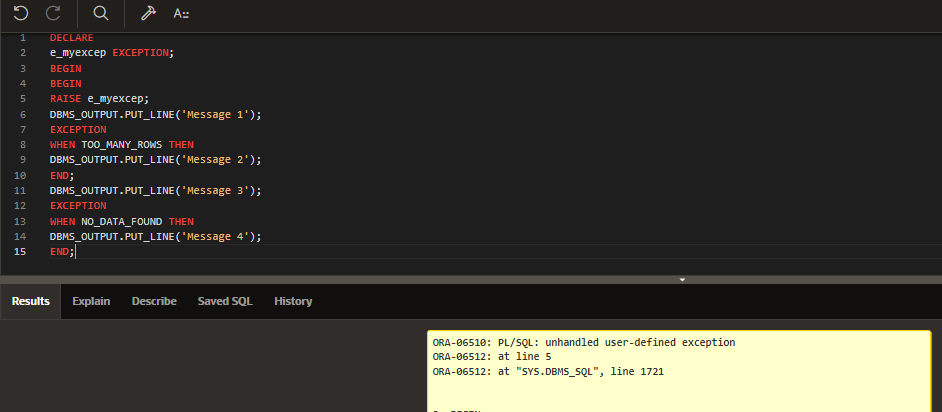 A::
1 DECLARE
2 e_myexcep EXCEPTION;
3 BEGIN
4 BEGIN
5 RAISE e_myexcep;
6 DBMS_OUTPUT.PUT_LINE('Message 1');
7 EXCEPTION
8 WHEN TOO_MANY_ROWS THEN
9 DBMS_OUTPUT.PUT_LINE('Message 2');
10 END;
11 DBMS_OUTPUT.PUT_LINE('Message 3');
12 EXCEPTION
13 WHEN NO_DATA_FOUND THEN
14 DBMS_OUTPUT.PUT_LINE('Message 4');
15 END;
Results Explain Describe Saved SQL History
ORA-06510: PL/SQL: unhandled user-defined exception
ORA-06512: at line 5
ORA-06512: at "SYS.DBMS_SQL", line 1721